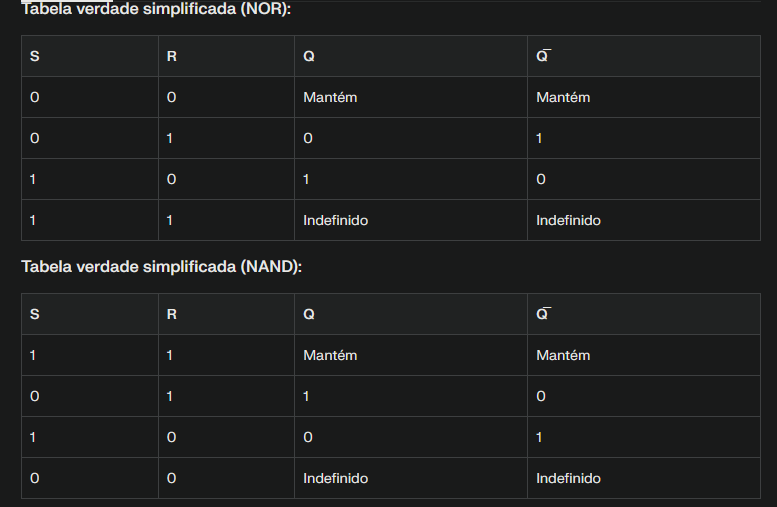 Tabela verdade simplificada (NOR):
S R Q Q̅
0 0 Mantém Mantém
0 1 0 1
1 0 1 0
1 1 Indefinido Indefinido
Tabela verdade simplificada (NAND):
S R Q Q̅
1 1 Mantém Mantém
0 1 1 0
1 0 0 1
0 0 Indefinido Indefinido